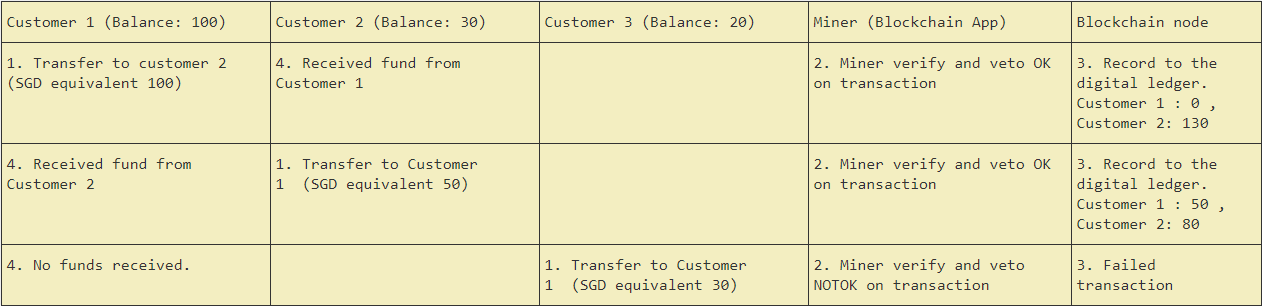 Customer 1 (Balance: 100)
Customer 2 (Balance: 30)
Customer 3 (Balance: 20)
Miner (Blockchain App)
Blockchain node
1. Transfer to customer 2
(SGD equivalent 100)
4. Received fund from
Customer 1
2. Miner verify and veto OK
on transaction
3. Record to the
digital ledger.
Customer 1 : 0 ,
Customer 2: 130
4. Received fund from
Customer 2
1. Transfer to Customer
1  (SGD equivalent 50)
2. Miner verify and veto OK
on transaction
3. Record to the
digital ledger.
Customer 1 : 50 ,
Customer 2: 80
4. No funds received.
1. Transfer to Customer
1  (SGD equivalent 30)
2. Miner verify and veto
NOTOK on transaction
3. Failed
transaction